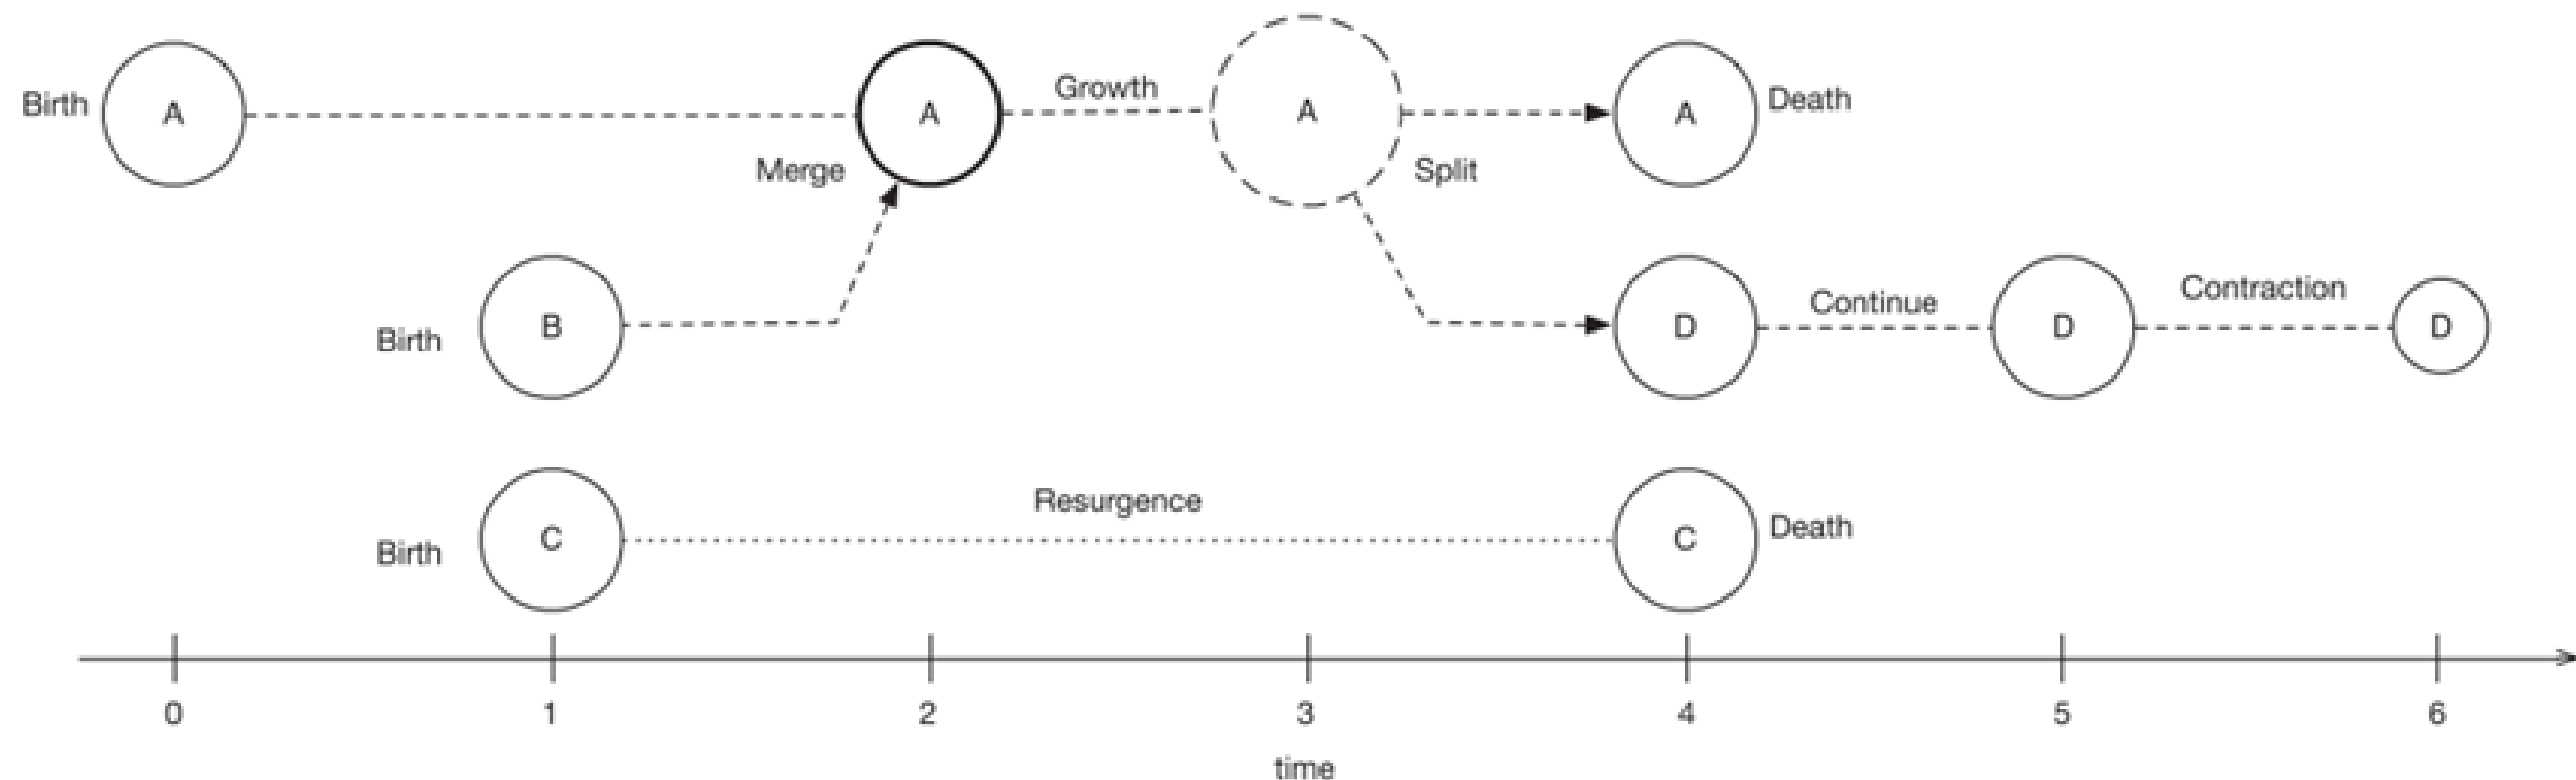 Birth A A Growth A A Death
Merge Split
Birth B D Continue D Contraction D
Birth C Resurgence C Death
0 1 2 3 4 5 6
time